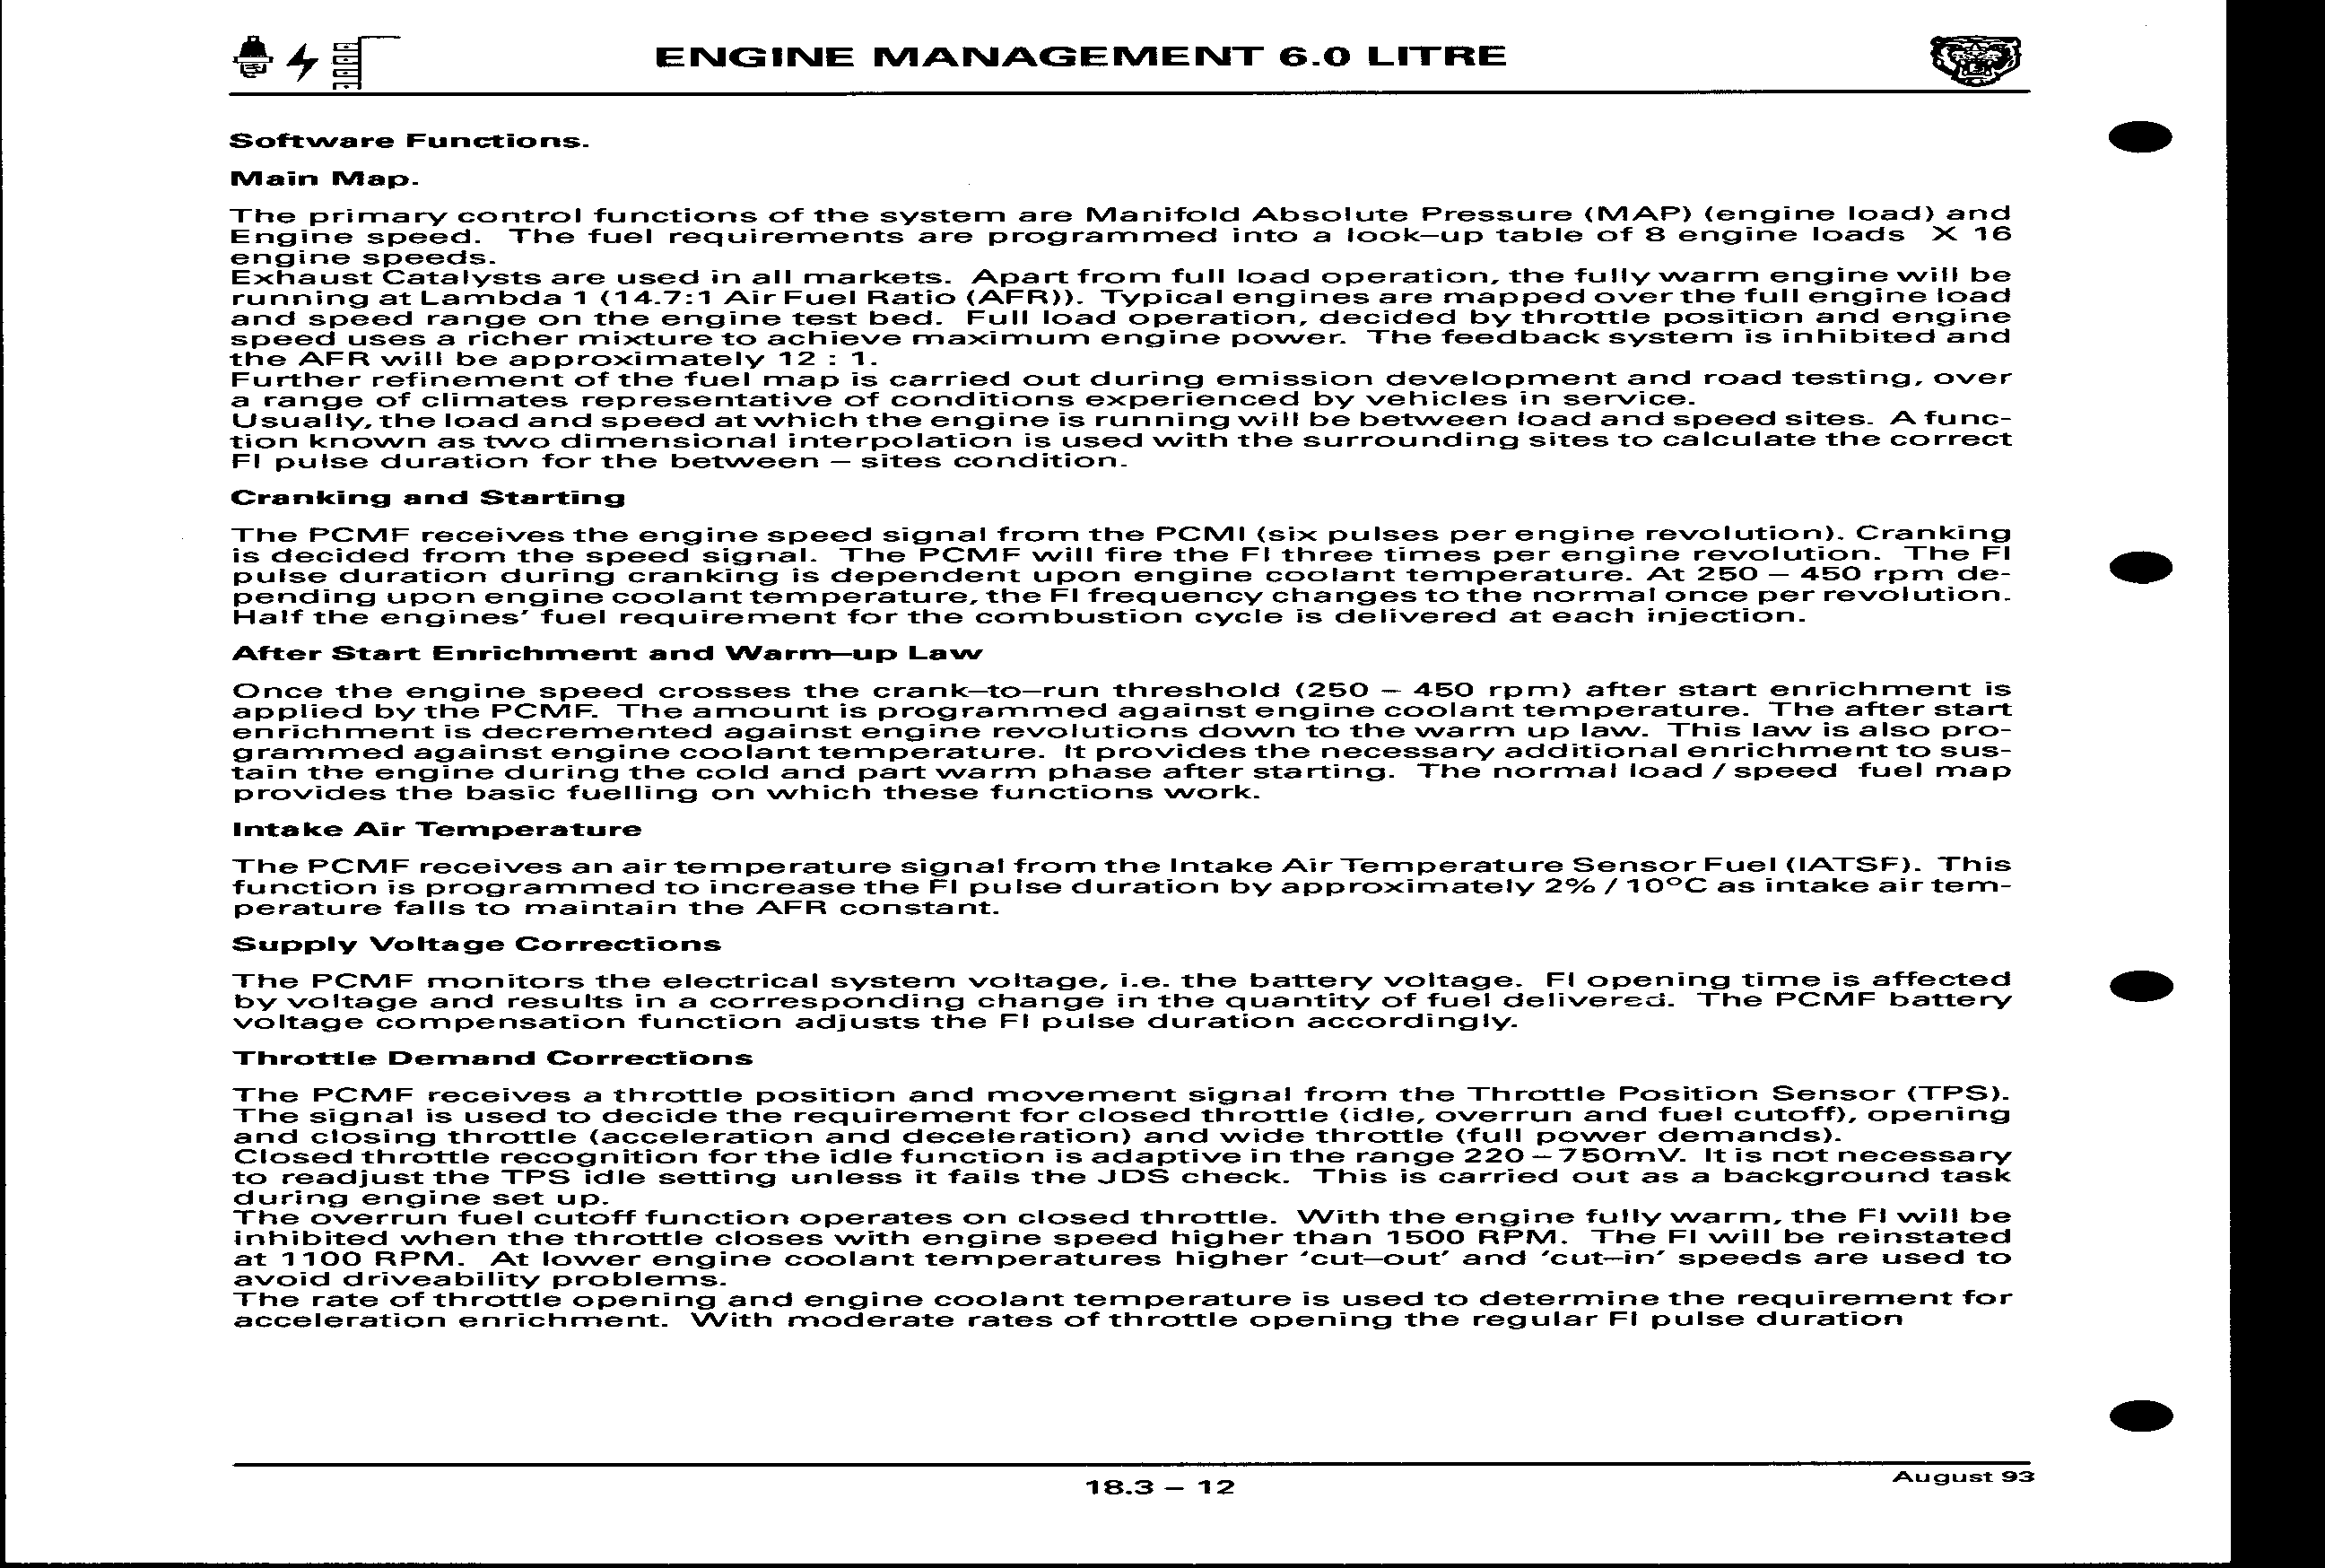 ENGINE MANAGEMENT 6.0 LITRE
Software Functions.
Main Map.
The primary control functions of the system are Manifold Absolute Pressure (MAP) (engine load) and
Engine speed. The fuel requirements are programmed into a look–up table of 8 engine loads X 16
engine speeds.
Exhaust Catalysts are used in all markets. Apart from full load operation, the fully warm engine will be
running at Lambda 1 (14.7:1 Air Fuel Ratio (AFR)). Typical engines are mapped over the full engine load
and speed range on the engine test bed. Full load operation, decided by throttle position and engine
speed uses a richer mixture to achieve maximum engine power. The feedback system is inhibited and
the AFR will be approximately 12 : 1.
Further refinement of the fuel map is carried out during emission development and road testing, over
a range of climates representative of conditions experienced by vehicles in service.
Usually, the load and speed at which the engine is running will be between load and speed sites. A func-
tion known as two dimensional interpolation is used with the surrounding sites to calculate the correct
FI pulse duration for the between – sites condition.
Cranking and Starting
The PCMF receives the engine speed signal from the PCMI (six pulses per engine revolution). Cranking
is decided from the speed signal. The PCMF will fire the FI three times per engine revolution. The FI
pulse duration during cranking is dependent upon engine coolant temperature. At 250 – 450 rpm de-
pending upon engine coolant temperature, the FI frequency changes to the normal once per revolution.
Half the engines' fuel requirement for the combustion cycle is delivered at each injection.
After Start Enrichment and Warm–up Law
Once the engine speed crosses the crank–to–run threshold (250 – 450 rpm) after start enrichment is
applied by the PCMF. The amount is programmed against engine coolant temperature. The after start
enrichment is decremented against engine revolutions down to the warm up law. This law is also pro-
grammed against engine coolant temperature. It provides the necessary additional enrichment to sus-
tain the engine during the cold and part warm phase after starting. The normal load / speed fuel map
provides the basic fuelling on which these functions work.
Intake Air Temperature
The PCMF receives an air temperature signal from the Intake Air Temperature Sensor Fuel (IATSF). This
function is programmed to increase the FI pulse duration by approximately 2% / 10°C as intake air tem-
perature falls to maintain the AFR constant.
Supply Voltage Corrections
The PCMF monitors the electrical system voltage, i.e. the battery voltage. FI opening time is affected
by voltage and results in a corresponding change in the quantity of fuel delivered. The PCMF battery
voltage compensation function adjusts the FI pulse duration accordingly.
Throttle Demand Corrections
The PCMF receives a throttle position and movement signal from the Throttle Position Sensor (TPS).
The signal is used to decide the requirement for closed throttle (idle, overrun and fuel cutoff), opening
and closing throttle (acceleration and deceleration) and wide throttle (full power demands).
Closed throttle recognition for the idle function is adaptive in the range 220 – 750mV. It is not necessary
to readjust the TPS idle setting unless it fails the JDS check. This is carried out as a background task
during engine set up.
The overrun fuel cutoff function operates on closed throttle. With the engine fully warm, the FI will be
inhibited when the throttle closes with engine speed higher than 1500 RPM. The FI will be reinstated
at 1100 RPM. At lower engine coolant temperatures higher 'cut–out' and 'cut–in' speeds are used to
avoid driveability problems.
The rate of throttle opening and engine coolant temperature is used to determine the requirement for
acceleration enrichment. With moderate rates of throttle opening the regular FI pulse duration
18.3 – 12
August 93